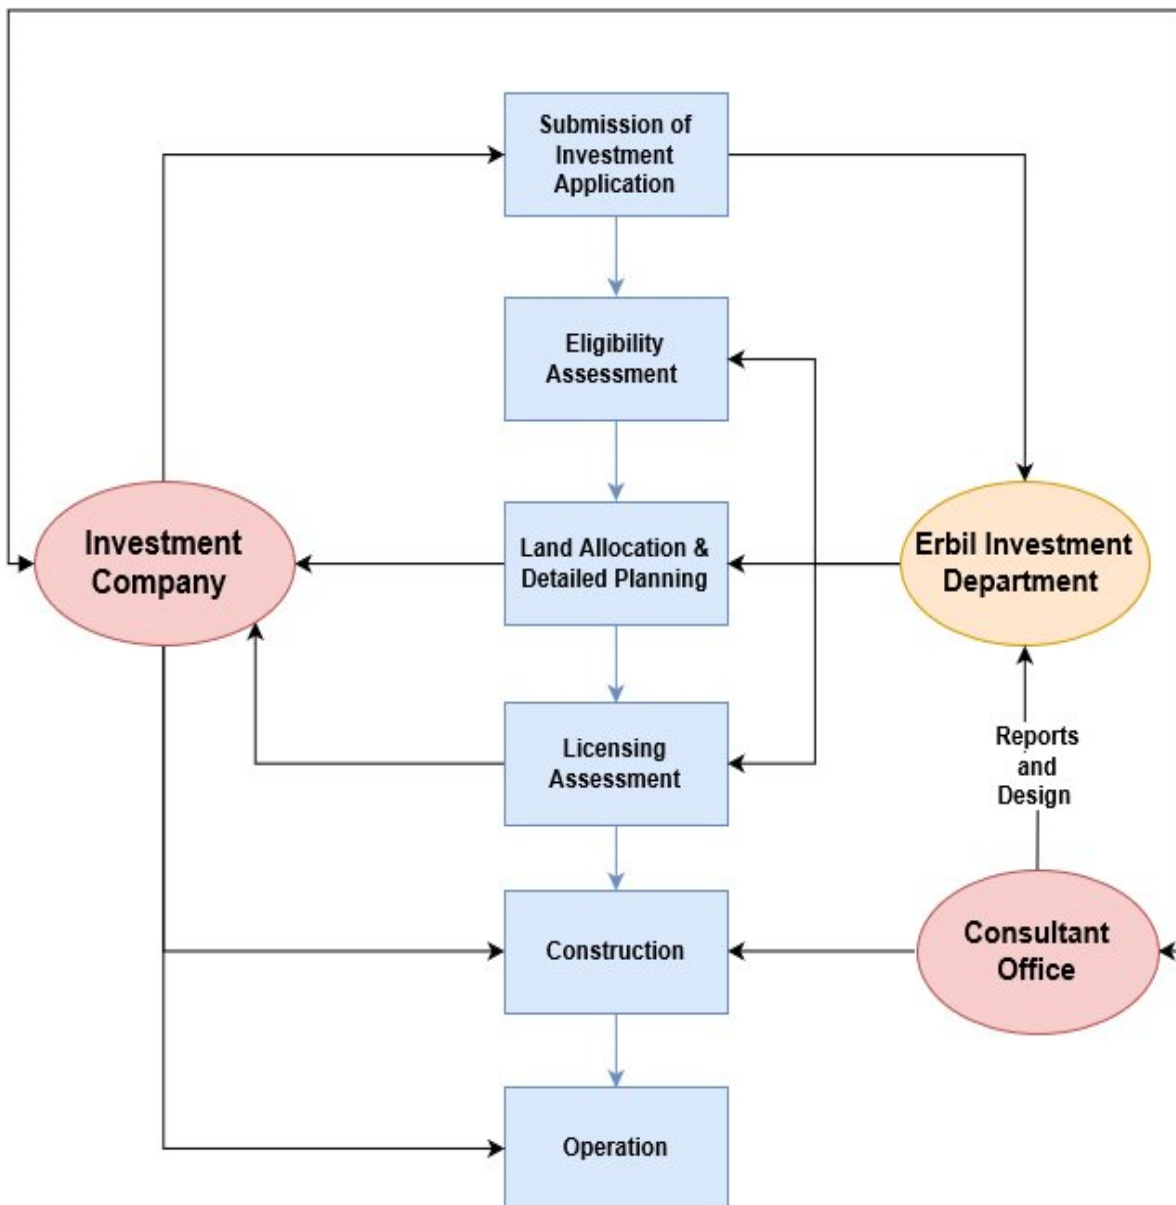 Submission of
Investment
Application
Eligibility
Assessment
Investment
Company
Land Allocation &
Detailed Planning
Erbil Investment
Department
Licensing
Assessment
Reports
and
Design
Construction
Consultant
Office
Operation